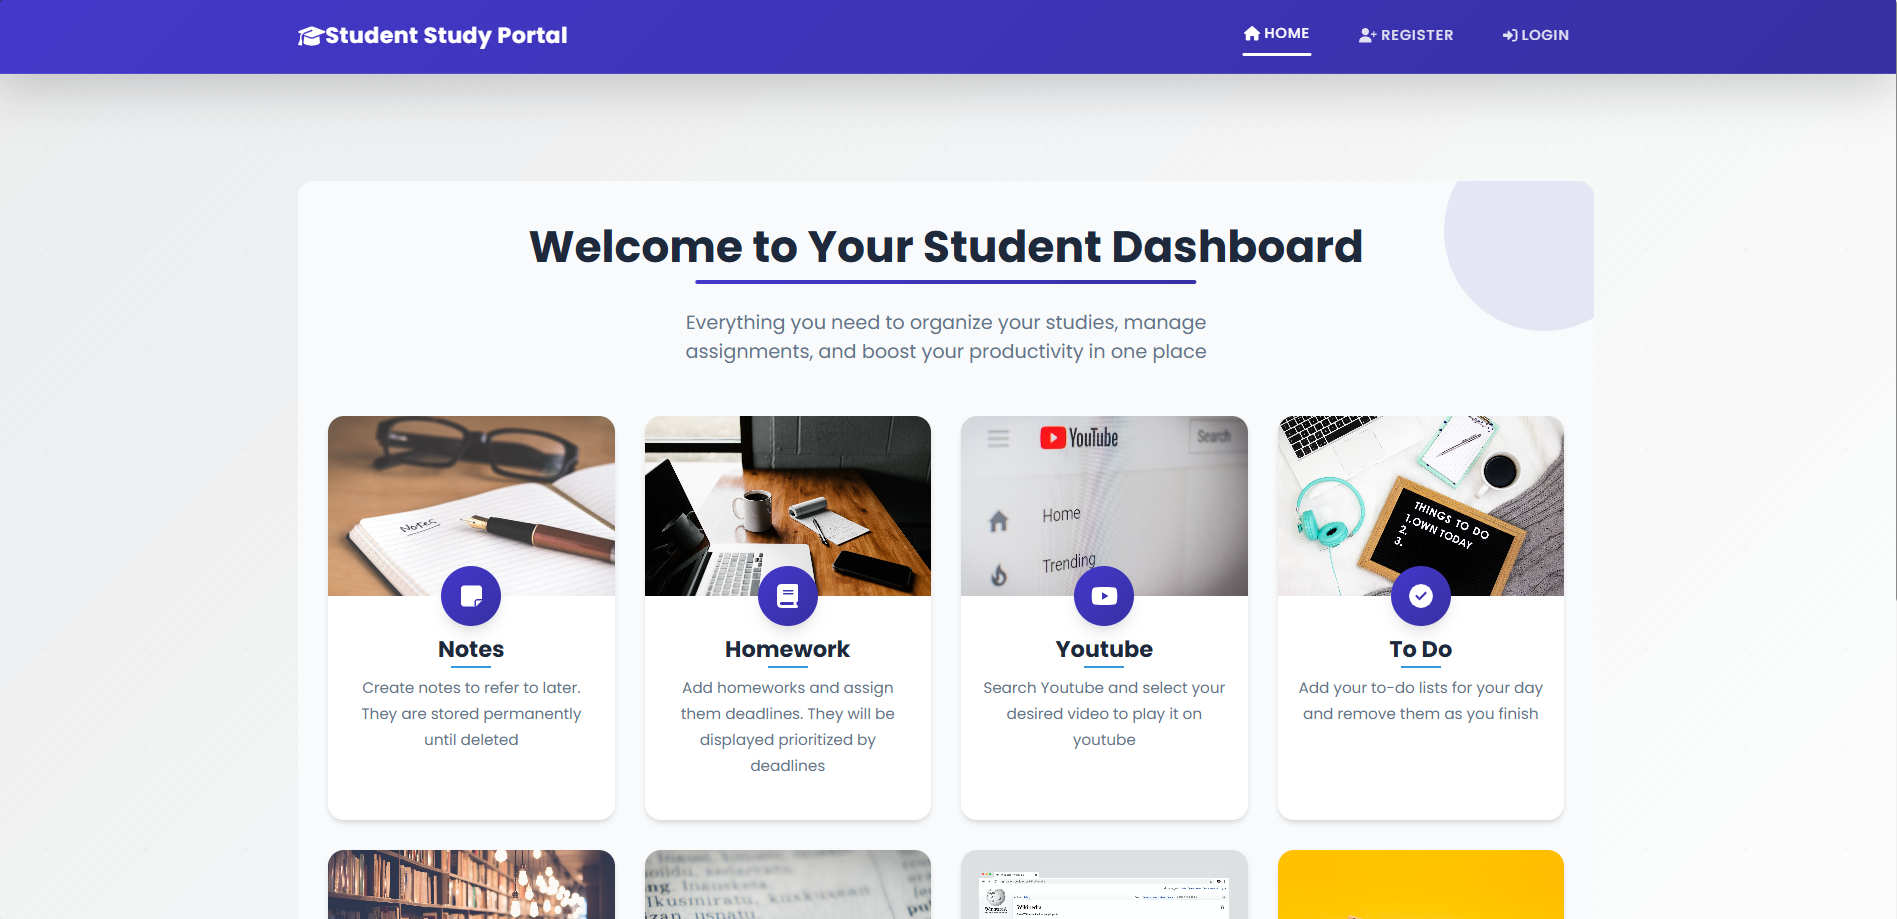 Student Study Portal
HOME
REGISTER
LOGIN
Welcome to Your Student Dashboard
Everything you need to organize your studies, manage
assignments, and boost your productivity in one place
Notes
YouTube
Search
Home
Trending
THINGS TO DO
1.OWN TODAY
2.
3.
Notes
Create notes to refer to later.
They are stored permanently
until deleted
Homework
Add homeworks and assign
them deadlines. They will be
displayed prioritized by
deadlines
Youtube
Search Youtube and select your
desired video to play it on
youtube
To Do
Add your to-do lists for your day
and remove them as you finish
ng. Inausketa,
Ikusmiratu, kuxkuxean
Wikipedia